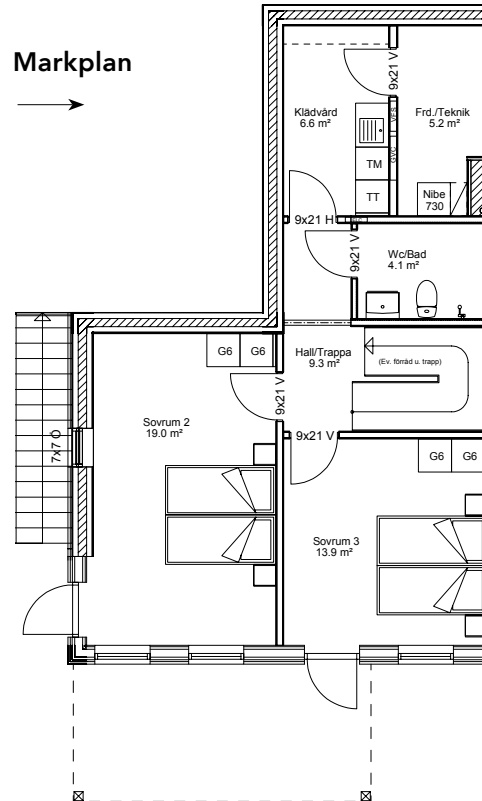 Markplan
Klädvård
6.6 m²
9x21 V
VFS
GVC
Frd./Teknik
5.2 m²
TM
TT
Nibe
730
9x21 H
9x21 V
Wc/Bad
4.1 m²
G6
G6
Hall/Trappa
9.3 m²
(Ev. förråd u. trapp)
9x21 V
Sovrum 2
19.0 m²
7x7 Ö
9x21 V
G6
G6
Sovrum 3
13.9 m²